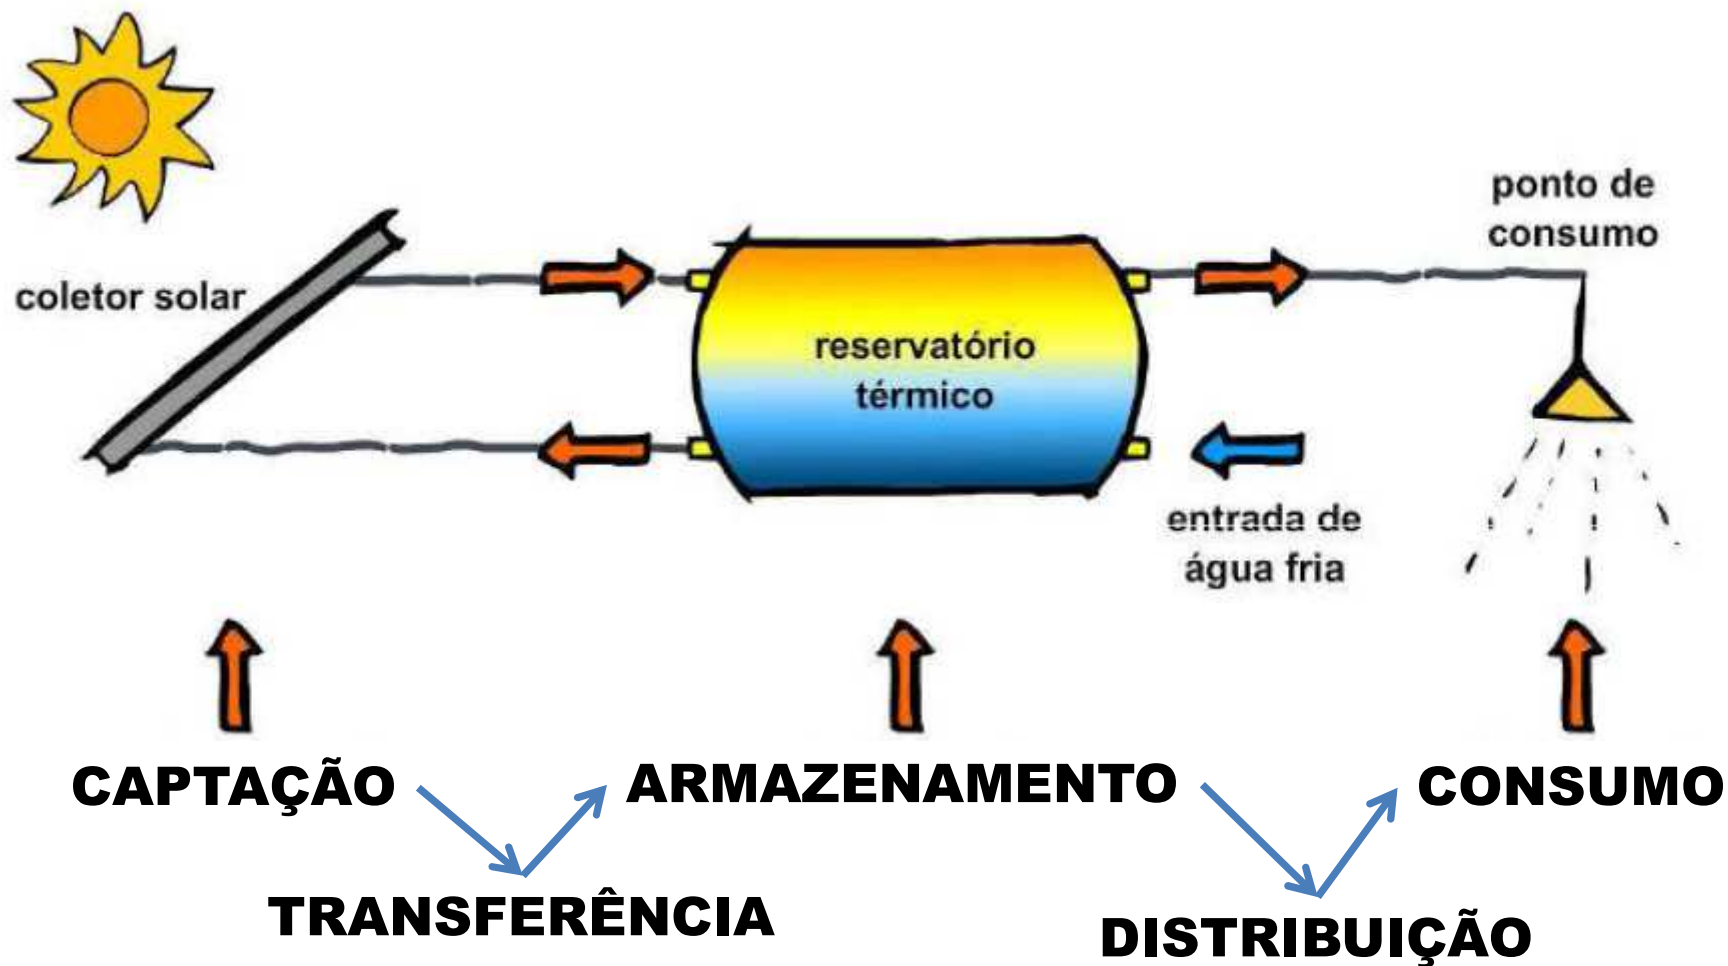 ponto de
consumo
coletor solar
reservatório
térmico
entrada de
água fria
CAPTAÇÃO
ARMAZENAMENTO
CONSUMO
TRANSFERÊNCIA
DISTRIBUIÇÃO